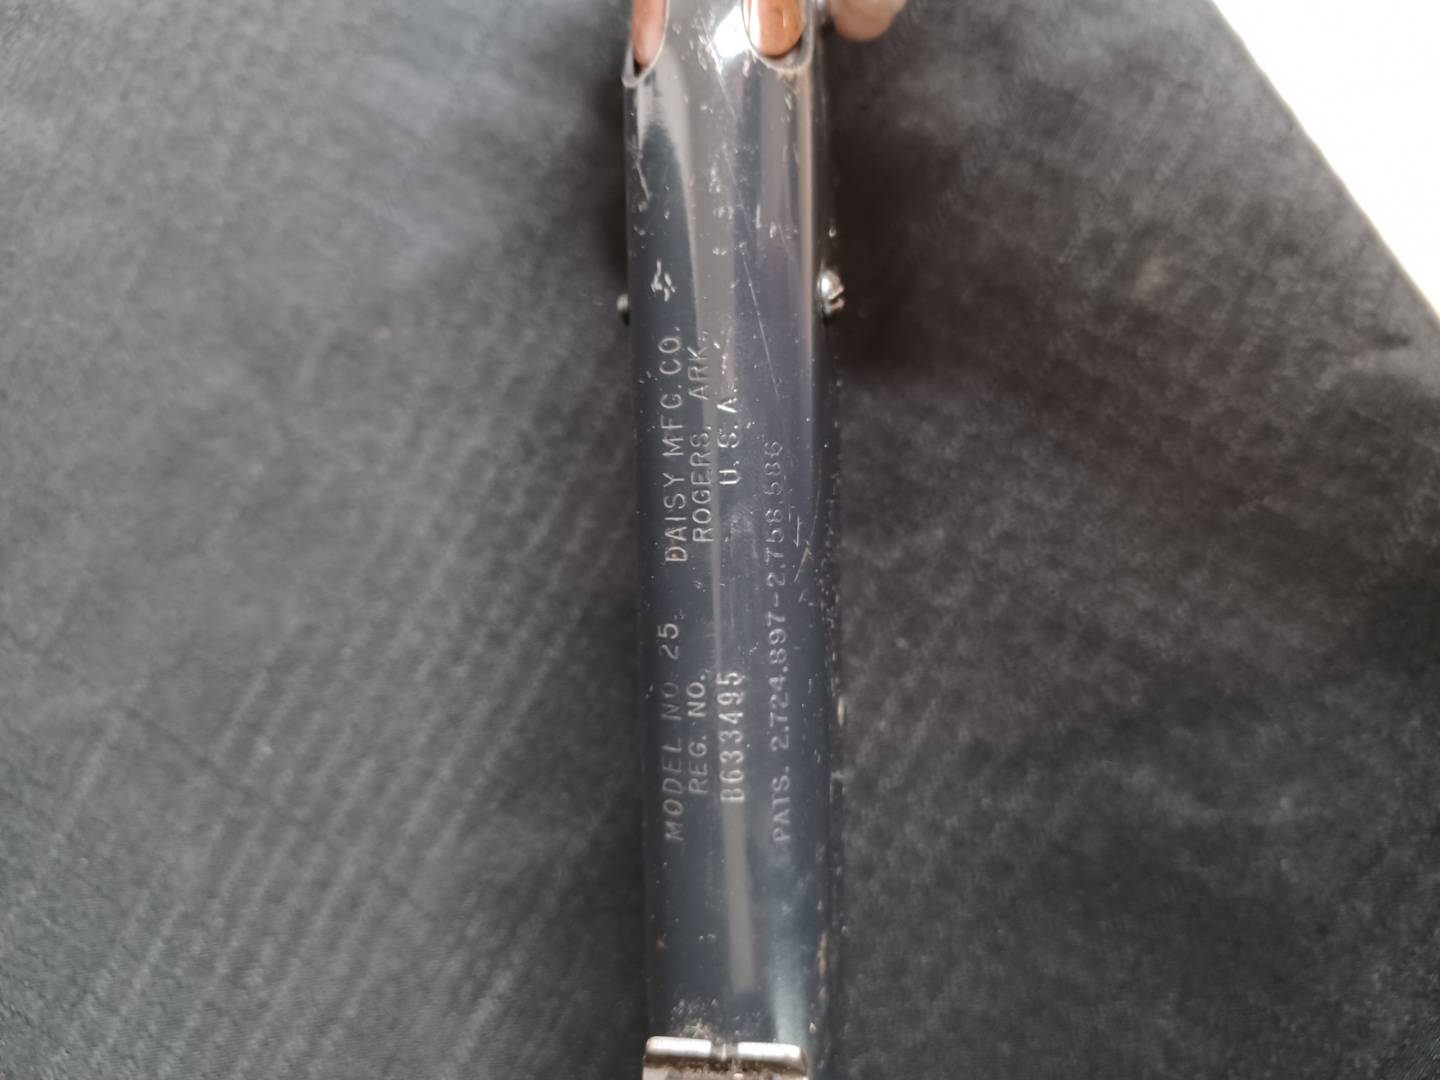 MODEL NO 25
REG. NO.
B633495
DAISY MFG. CO.
ROGERS, ARK.,
U. S. A.
PATS. 2.724.897-2.758.586